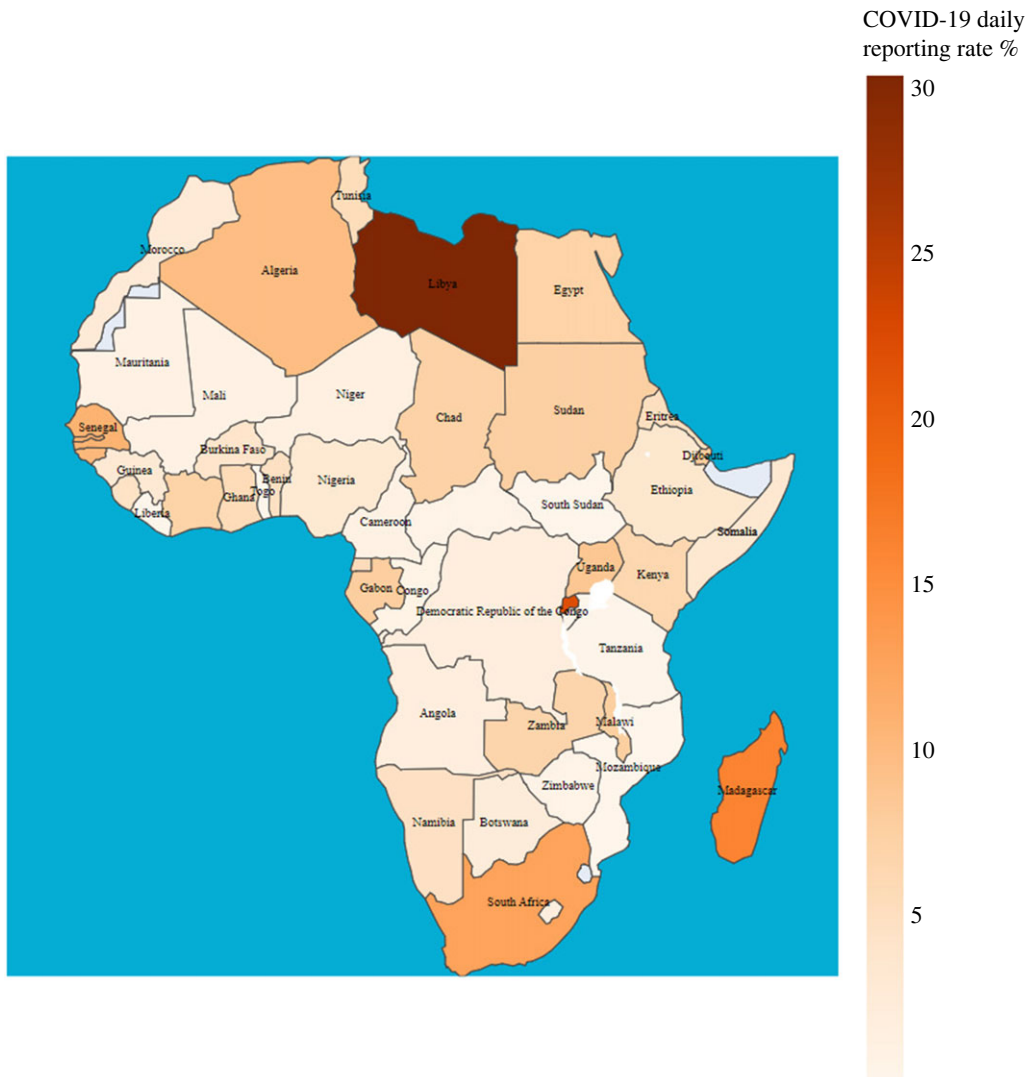 COVID-19 daily
reporting rate %
30
25
20
15
10
5
Tunisia
Morocco
Algeria
Libya
Egypt
Mauritania
Mali
Niger
Chad
Sudan
Eritrea
Senegal
Burkina Faso
Djibouti
Guinea
Benin
Nigeria
Ethiopia
Ghana
Togo
Liberia
South Sudan
Cameroon
Somalia
Uganda
Kenya
Gabon
Congo
Democratic Republic of the Congo
Tanzania
Angola
Zambia
Malawi
Mozambique
Zimbabwe
Madagascar
Namibia
Botswana
South Africa